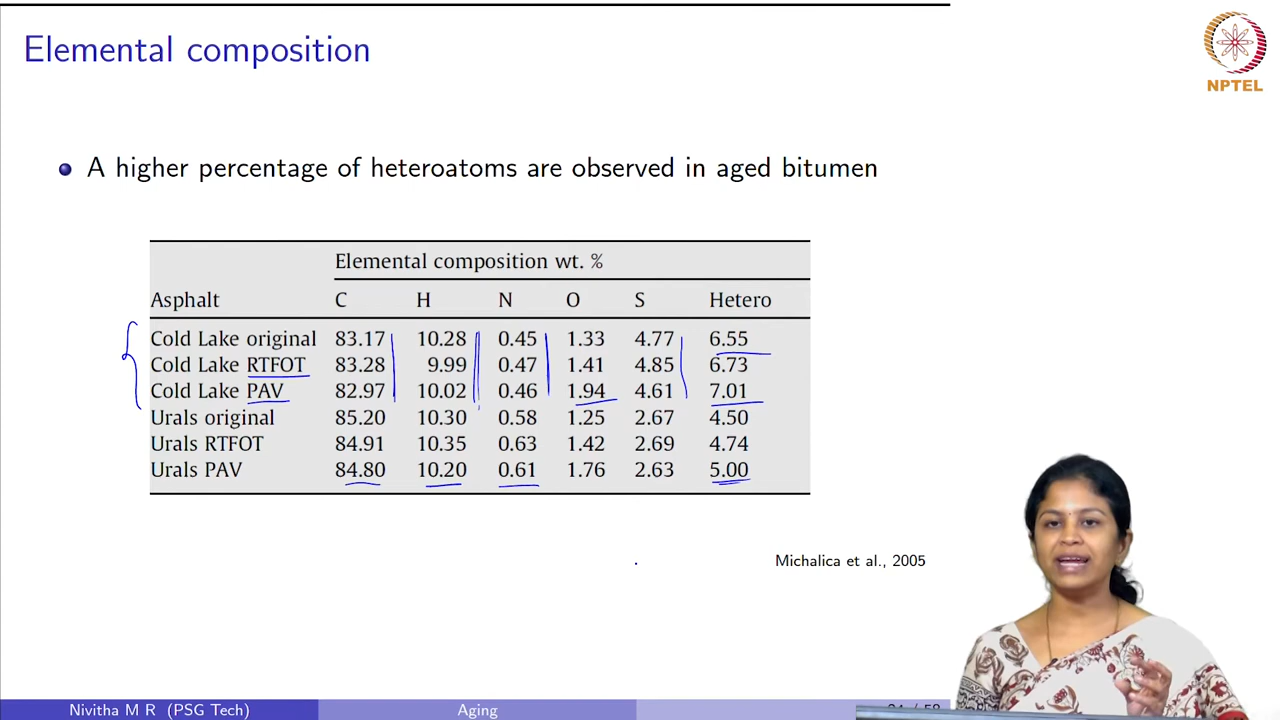 Elemental composition
NPTEL
A higher percentage of heteroatoms are observed in aged bitumen
Elemental composition wt. %
Asphalt C H N O S Hetero
Cold Lake original 83.17 10.28 0.45 1.33 4.77 6.55
Cold Lake RTFOT 83.28 9.99 0.47 1.41 4.85 6.73
Cold Lake PAV 82.97 10.02 0.46 1.94 4.61 7.01
Urals original 85.20 10.30 0.58 1.25 2.67 4.50
Urals RTFOT 84.91 10.35 0.63 1.42 2.69 4.74
Urals PAV 84.80 10.20 0.61 1.76 2.63 5.00
Michalica et al., 2005
Nivitha M R (PSG Tech) Aging